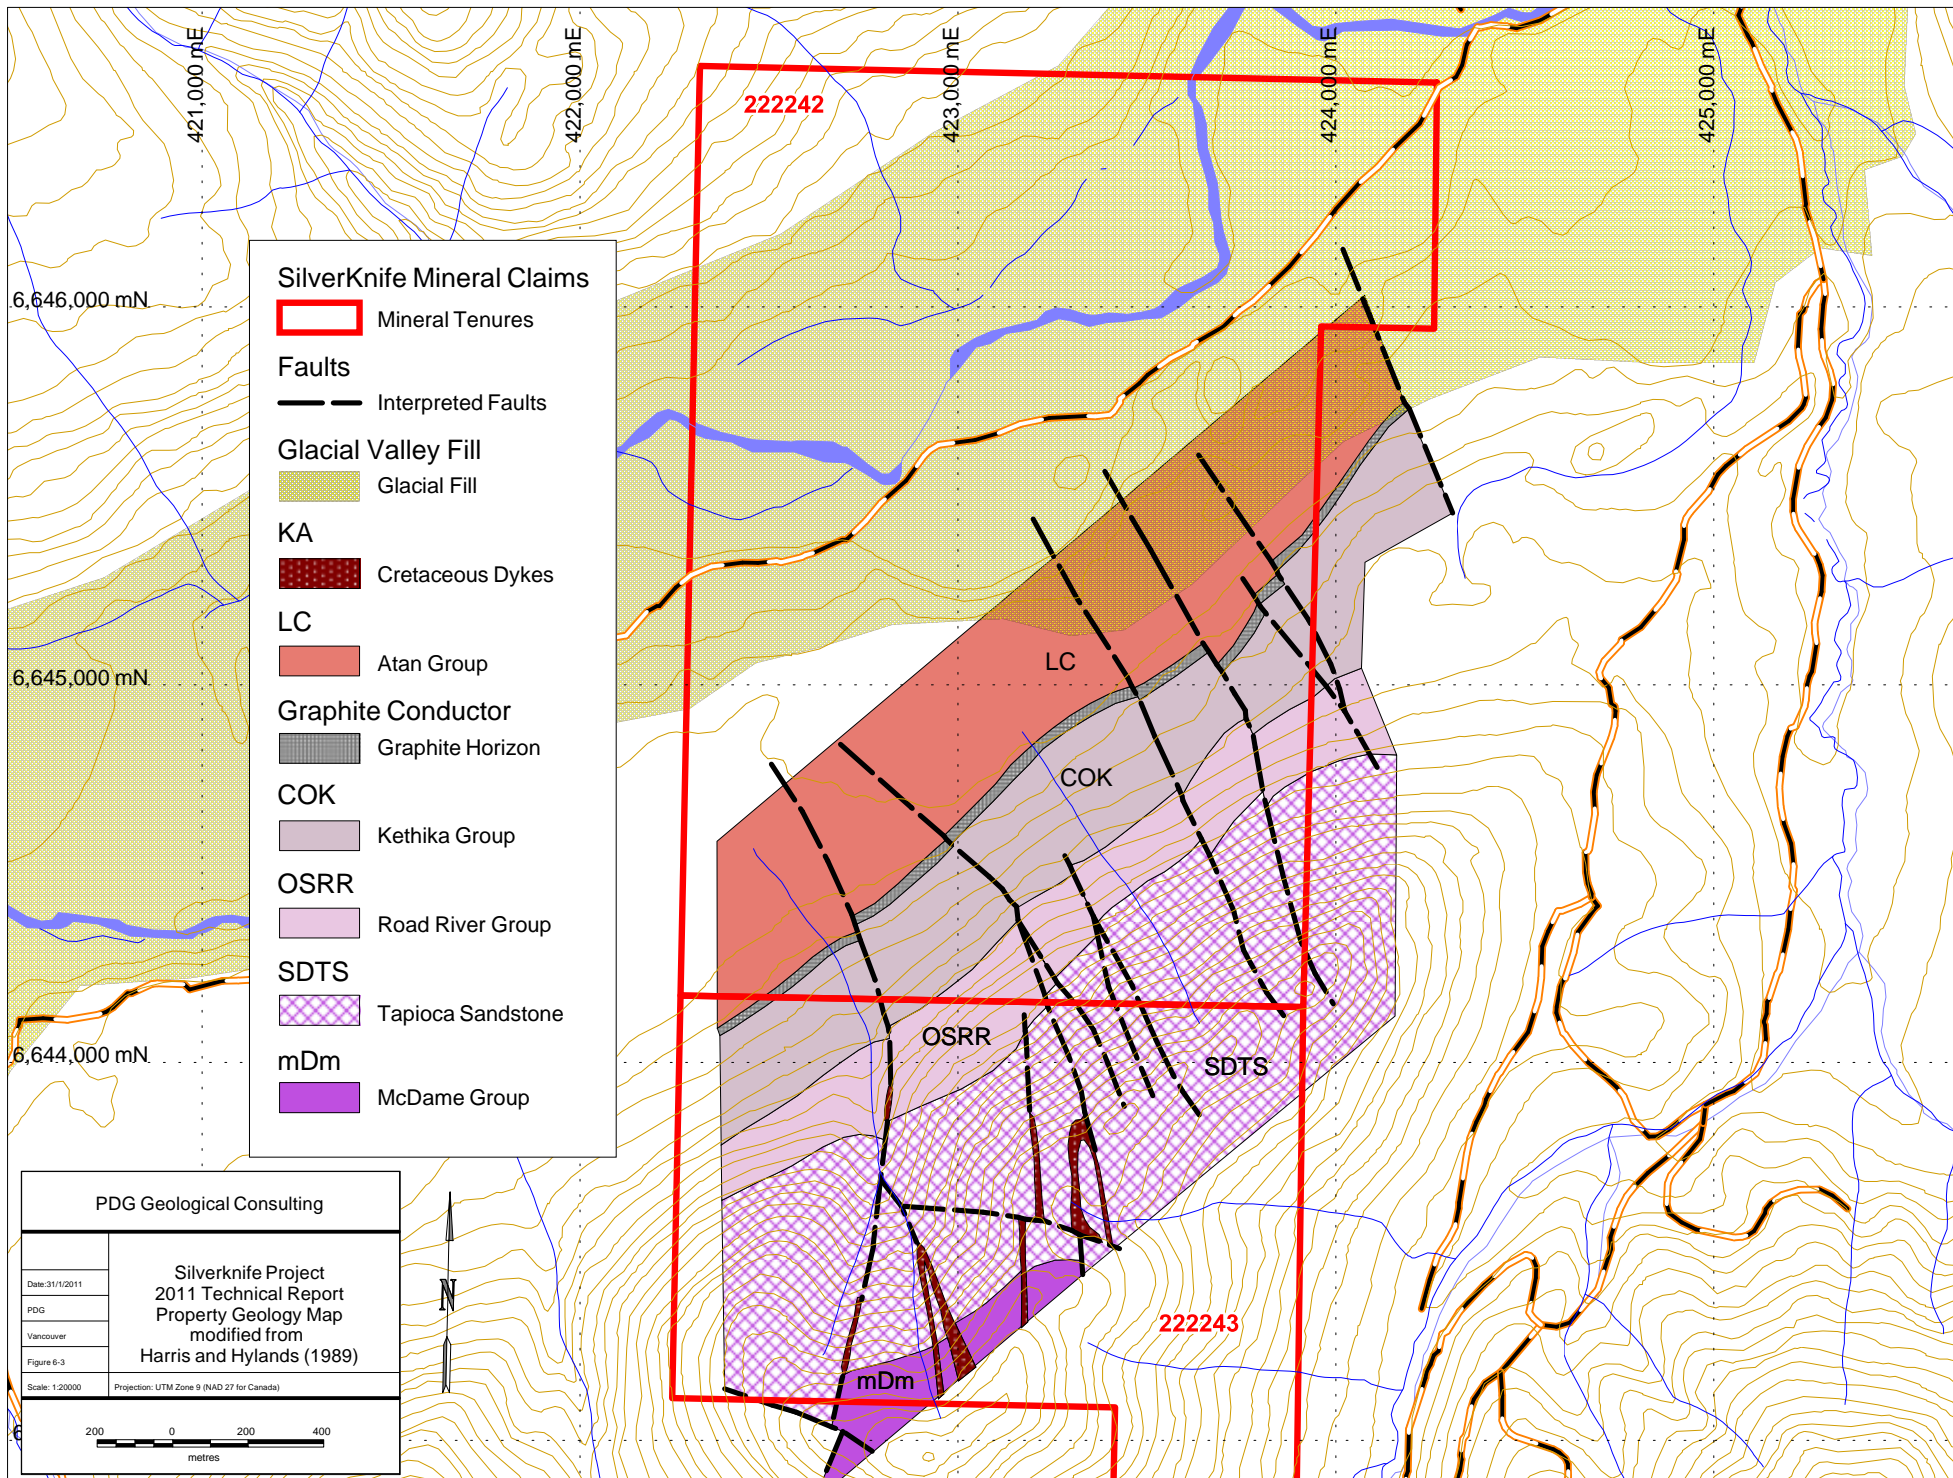 421,000 mE
422,000 mE
423,000 mE
424,000 mE
425,000 mE
222242
6,646,000 mN
6,645,000 mN
6,644,000 mN
6
SilverKnife Mineral Claims
Mineral Tenures
Faults
Interpreted Faults
Glacial Valley Fill
Glacial Fill
KA
Cretaceous Dykes
LC
Atan Group
Graphite Conductor
Graphite Horizon
COK
Kethika Group
OSRR
Road River Group
SDTS
Tapioca Sandstone
mDm
McDame Group
LC
COK
OSRR
SDTS
mDm
222243
PDG Geological Consulting
Date:31/1/2011
PDG
Vancouver
Figure 6-3
Scale: 1:20000
Silverknife Project
2011 Technical Report
Property Geology Map
modified from
Harris and Hylands (1989)
Projection: UTM Zone 9 (NAD 27 for Canada)
200 0 200 400
metres
N